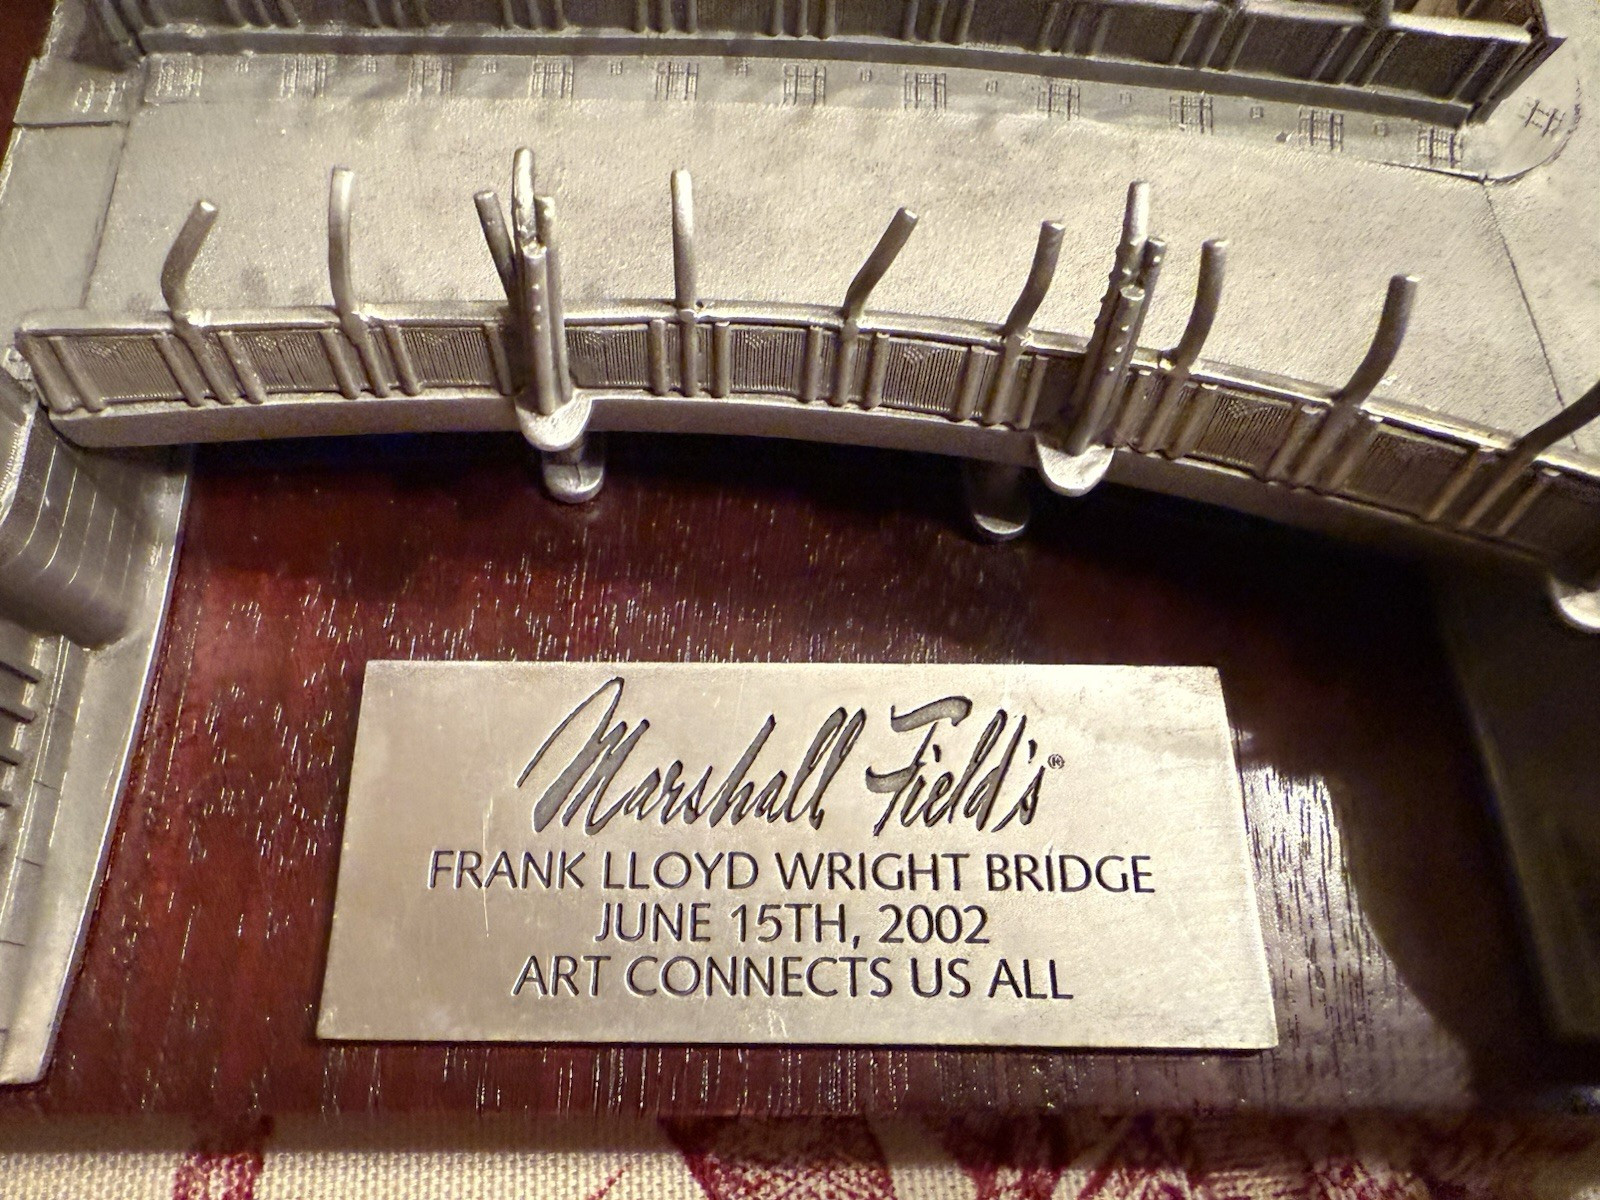 Marshall Field's®
FRANK LLOYD WRIGHT BRIDGE
JUNE 15TH, 2002
ART CONNECTS US ALL